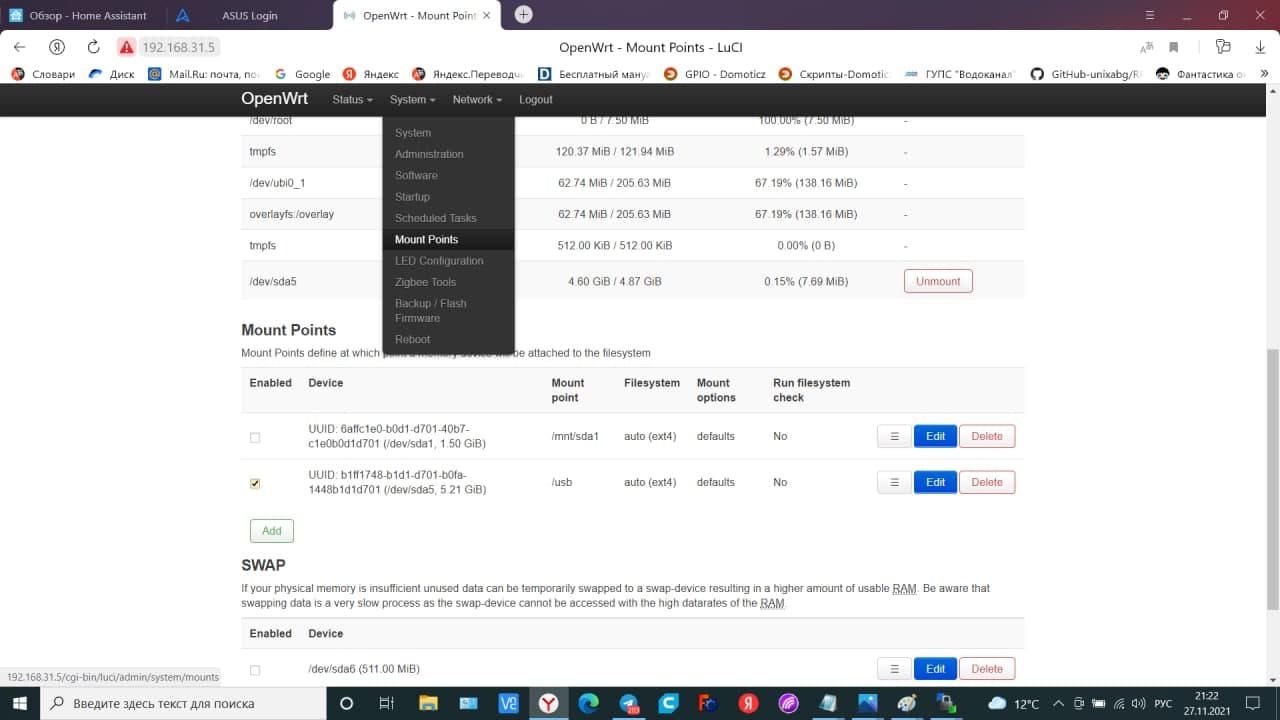 Обзор - Home Assistant
ASUS Login
OpenWrt - Mount Point
192.168.31.5
OpenWrt - Mount Points - LuCI
Словари
Диск
Mail.Ru: почта, по
Google
Яндекс
Яндекс.Переводч
Бесплатный ману
GPIO - Domoticz
Скрипты-Domotic
ГУПС "Водоканал"
GitHub-unixabg/R
Фантастика о
OpenWrt Status System Network Logout
/dev/root 0 B / 7.50 MiB 100.00% (7.50 MiB) -
tmpfs 120.37 MiB / 121.94 MiB 1.29% (1.57 MiB) -
/dev/ubi0_1 62.74 MiB / 205.63 MiB 67.19% (138.16 MiB) -
overlayfs:/overlay 62.74 MiB / 205.63 MiB 67.19% (138.16 MiB) -
tmpfs 512.00 KiB / 512.00 KiB 0.00% (0 B) -
/dev/sda5 4.60 GiB / 4.87 GiB 0.15% (7.69 MiB) Unmount
System
Administration
Software
Startup
Scheduled Tasks
Mount Points
LED Configuration
Zigbee Tools
Backup / Flash
Firmware
Reboot
Mount Points
Mount Points define at which point a memory device will be attached to the filesystem
Enabled Device Mount point Filesystem Mount options Run filesystem check
UUID: 6affc1e0-b0d1-d701-40b7-
c1e0b0d1d701 (/dev/sda1, 1.50 GiB)
/mnt/sda1 auto (ext4) defaults No Edit Delete
UUID: b1ff1748-b1d1-d701-b0fa-
1448b1d1d701 (/dev/sda5, 5.21 GiB)
/usb auto (ext4) defaults No Edit Delete
Add
SWAP
If your physical memory is insufficient unused data can be temporarily swapped to a swap-device resulting in a higher amount of usable RAM. Be aware that
swapping data is a very slow process as the swap-device cannot be accessed with the high datarates of the RAM.
Enabled Device
/dev/sda6 (511.00 MiB) Edit Delete
192.168.31.5/cgi-bin/luci/admin/system/mounts
Введите здесь текст для поиска
12°C
РУС
21:22
27.11.2021